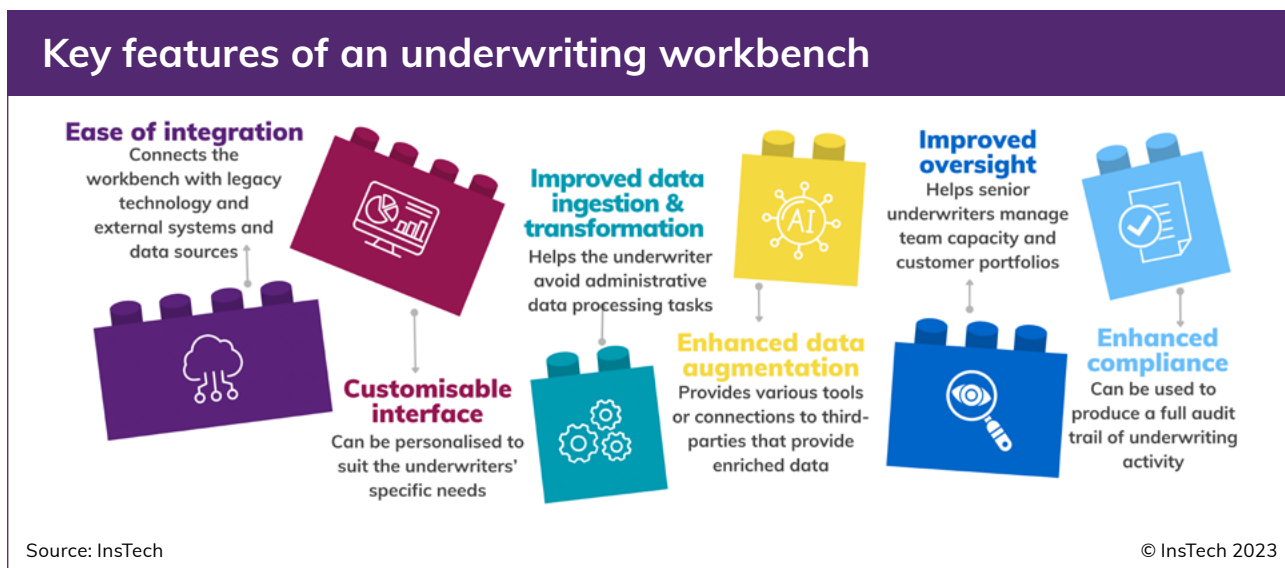 Key features of an underwriting workbench
Ease of integration
Connects the
workbench with legacy
technology and
external systems and
data sources
Customisable
interface
Can be personalised to
suit the underwriters'
specific needs
Improved data
ingestion &
transformation
Helps the underwriter
avoid administrative
data processing tasks
AI
Enhanced data
augmentation
Provides various tools
or connections to third-
parties that provide
enriched data
Improved
oversight
Helps senior
underwriters manage
team capacity and
customer portfolios
Enhanced
compliance
Can be used to
produce a full audit
trail of underwriting
activity
Source: InsTech
© InsTech 2023